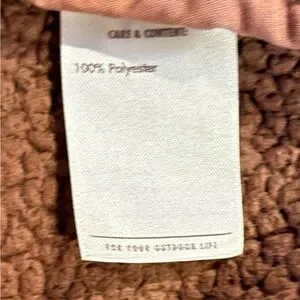 CARE & CONTENT:
100% Polyester
FOR YOUR OUTDOOR LIFE